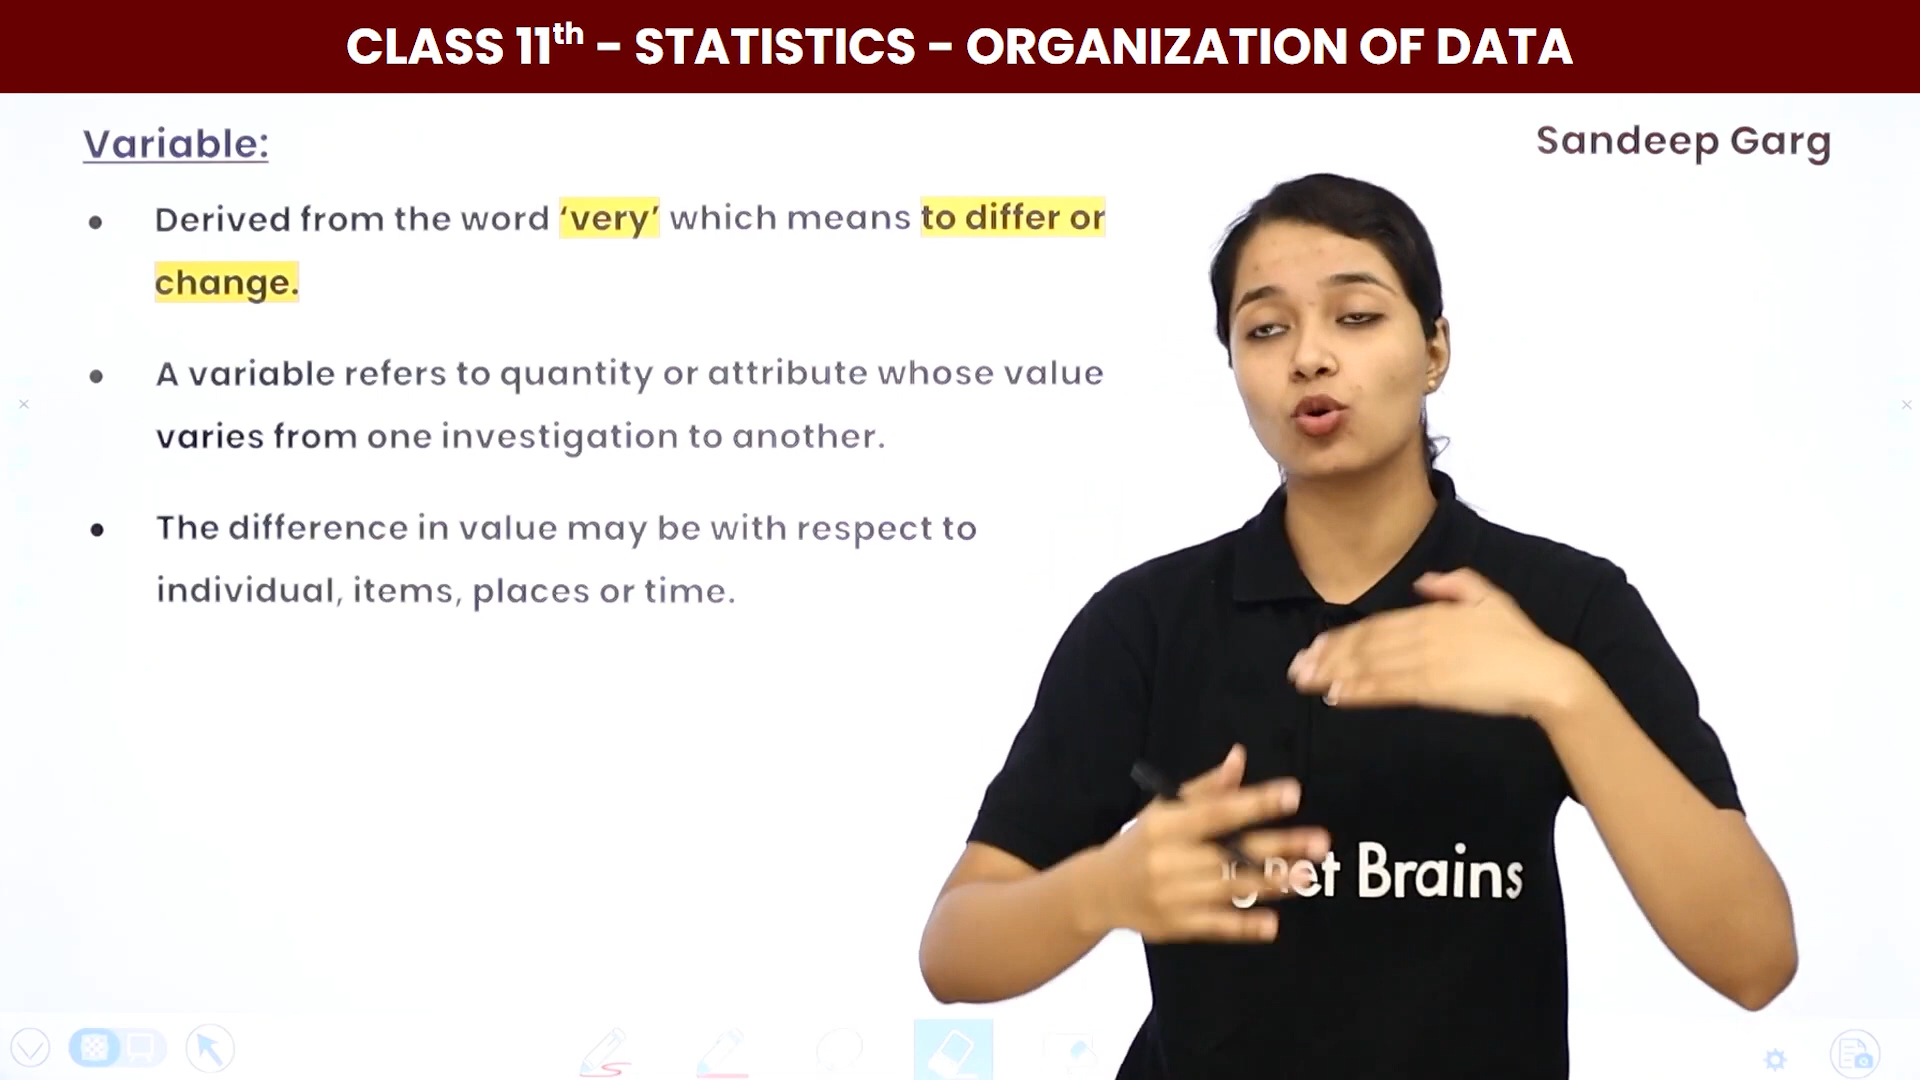 CLASS 11th – STATISTICS – ORGANIZATION OF DATA
Variable:
Sandeep Garg
• Derived from the word ‘very’ which means to differ or
change.
• A variable refers to quantity or attribute whose value
varies from one investigation to another.
• The difference in value may be with respect to
individual, items, places or time.
Brains